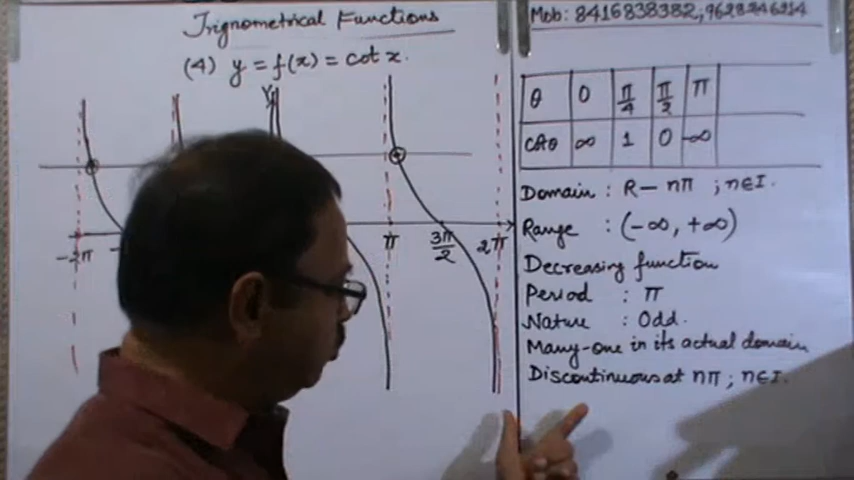 Trignometrical Functions
(4) y = f(x) = cot x.
Y
-2π
π
3π/2
2π
Mob: 8416838382, 9628246214
θ 0 π/4 π/2 π
cotθ ∞ 1 0 -∞
Domain : R - nπ ; n∈I.
Range : (-∞, +∞)
Decreasing function
Period : π
Nature : Odd.
Many-one in its actual domain
Discontinuous at nπ ; n∈I.